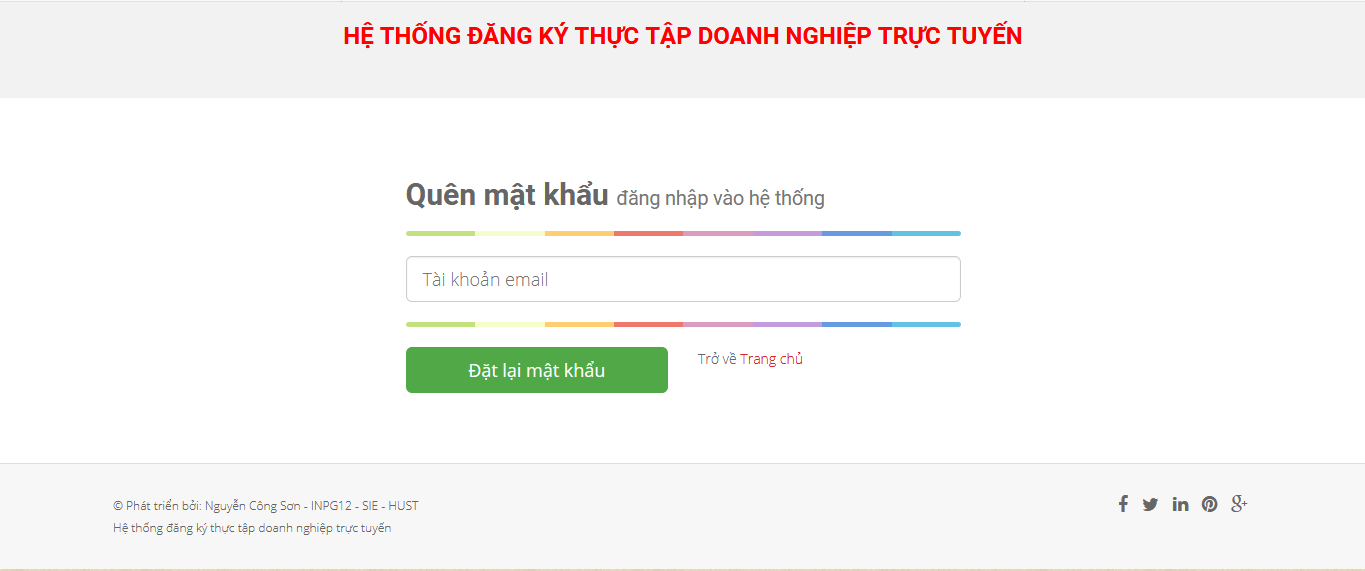 HỆ THỐNG ĐĂNG KÝ THỰC TẬP DOANH NGHIỆP TRỰC TUYẾN
Quên mật khẩu đăng nhập vào hệ thống
Tài khoản email
Đặt lại mật khẩu
Trở về Trang chủ
© Phát triển bởi: Nguyễn Công Sơn - INPG12 - SIE - HUST
Hệ thống đăng ký thực tập doanh nghiệp trực tuyến